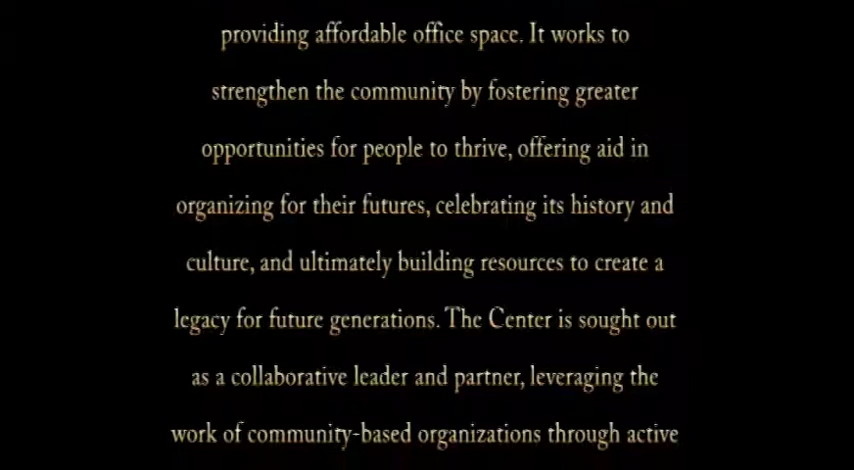 providing affordable office space. It works to
strengthen the community by fostering greater
opportunities for people to thrive, offering aid in
organizing for their futures, celebrating its history and
culture, and ultimately building resources to create a
legacy for future generations. The Center is sought out
as a collaborative leader and partner, leveraging the
work of community-based organizations through active